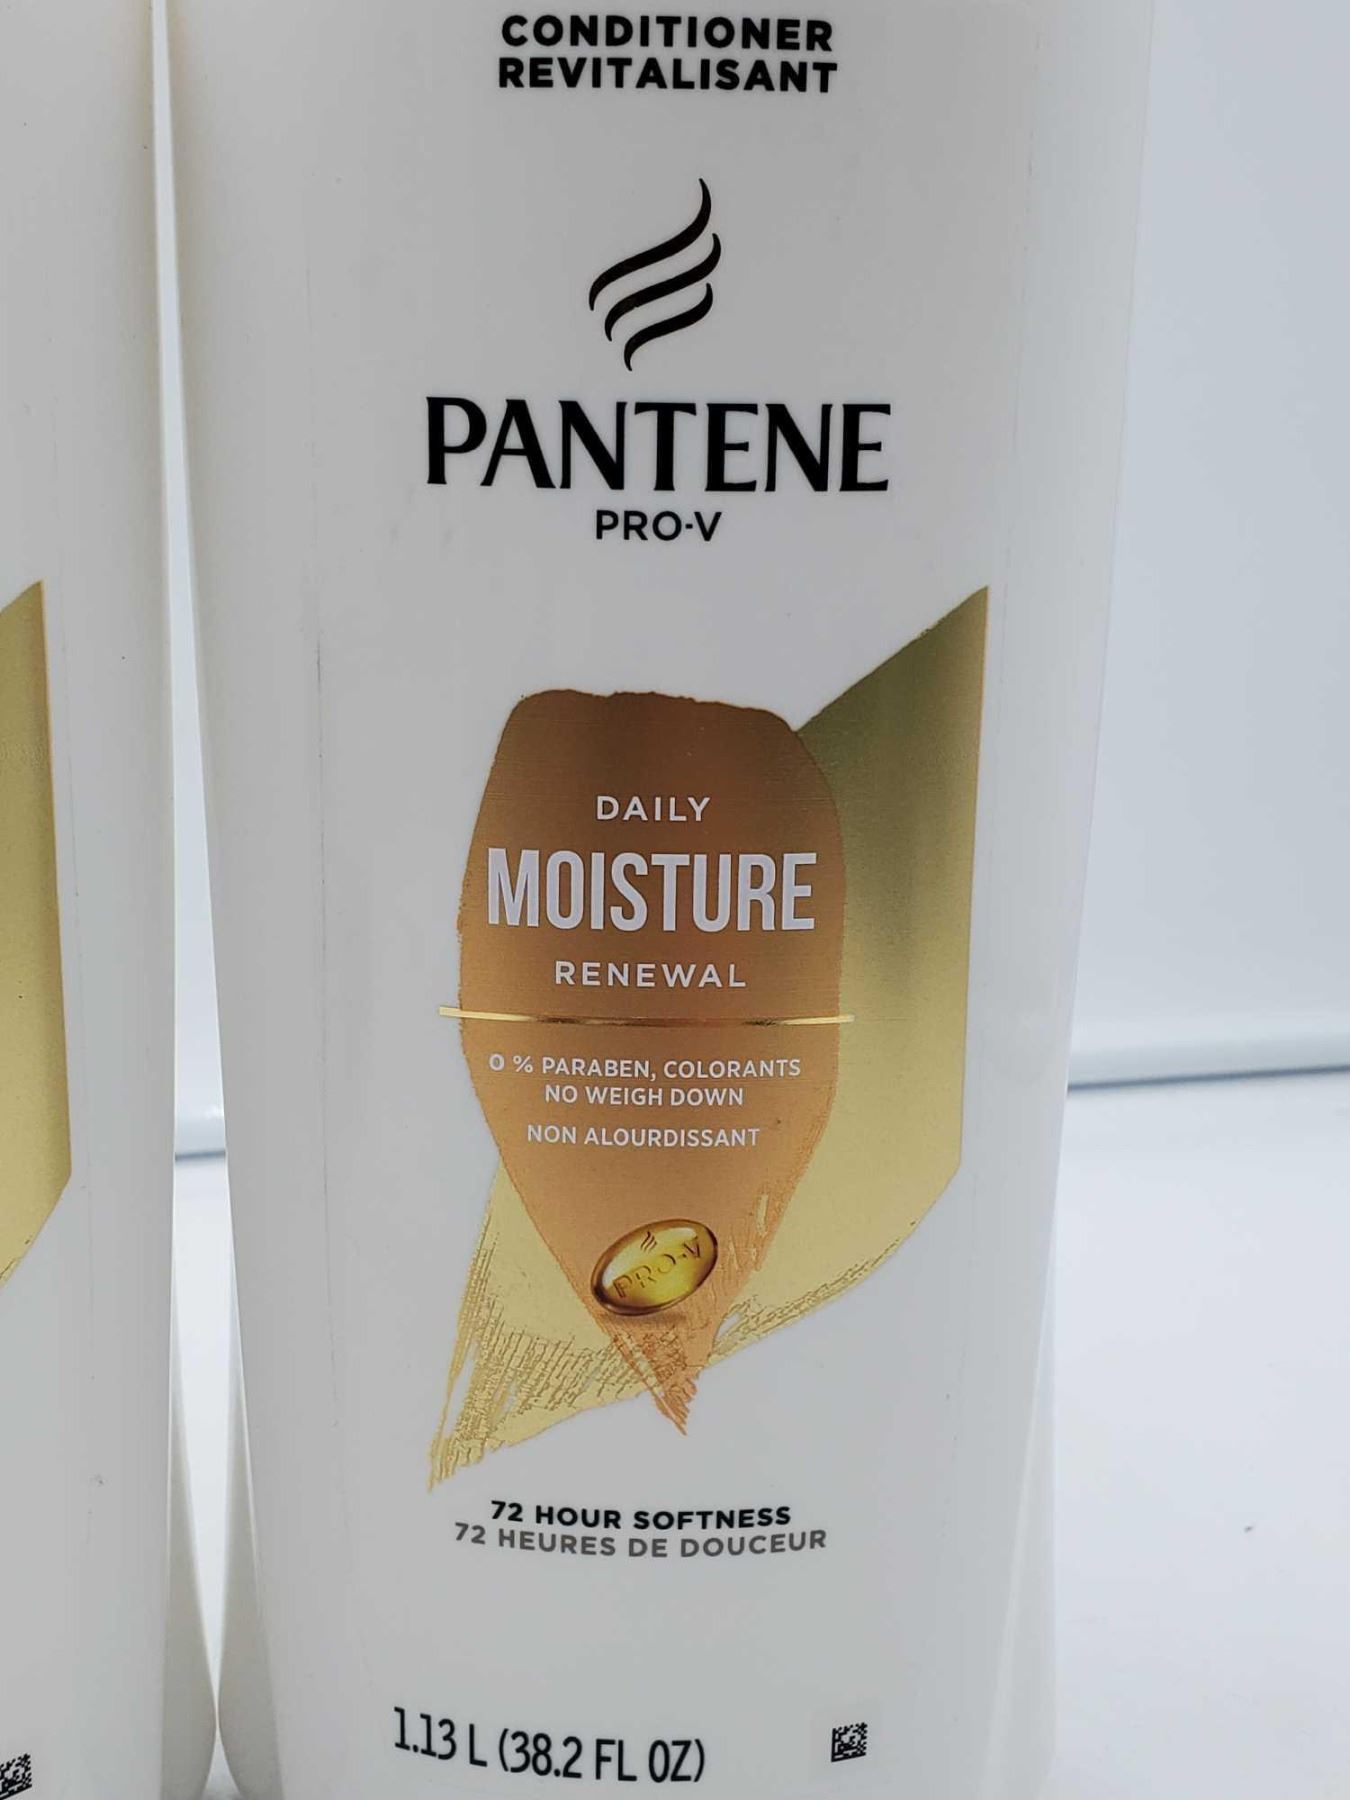 CONDITIONER
REVITALISANT
PANTENE
PRO-V
DAILY
MOISTURE
RENEWAL
0 % PARABEN, COLORANTS
NO WEIGH DOWN
NON ALOURDISSANT
PRO-V
72 HOUR SOFTNESS
72 HEURES DE DOUCEUR
1.13 L (38.2 FL OZ)